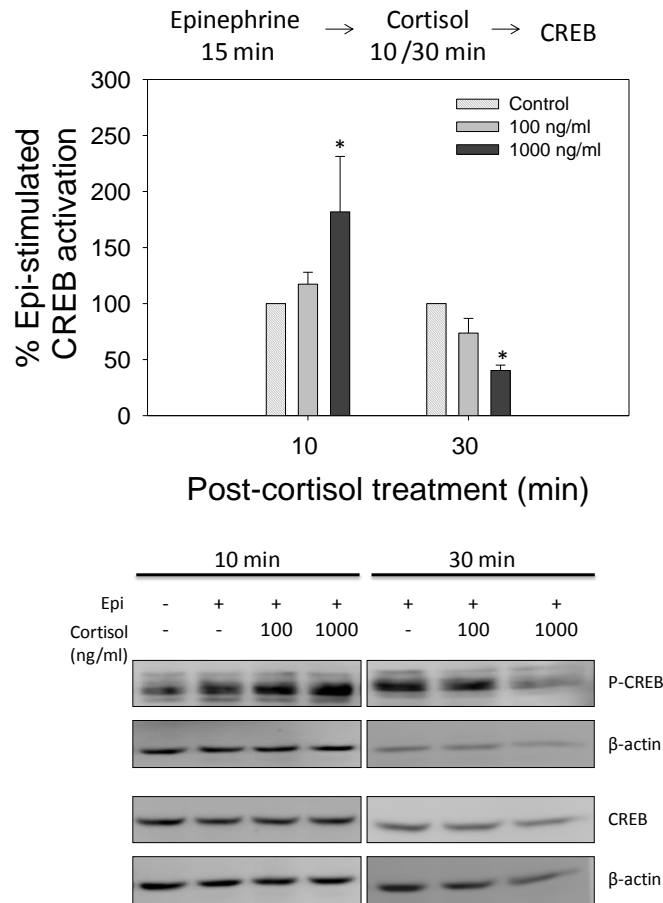 Epinephrine → Cortisol → CREB
15 min 10/30 min
300
250
200
150
100
50
0
% Epi-stimulated
CREB activation
Control
100 ng/ml
1000 ng/ml
*
*
10 30
Post-cortisol treatment (min)
10 min 30 min
Epi - + + + + + +
Cortisol - - 100 1000 - 100 1000
(ng/ml)
P-CREB
β-actin
CREB
β-actin